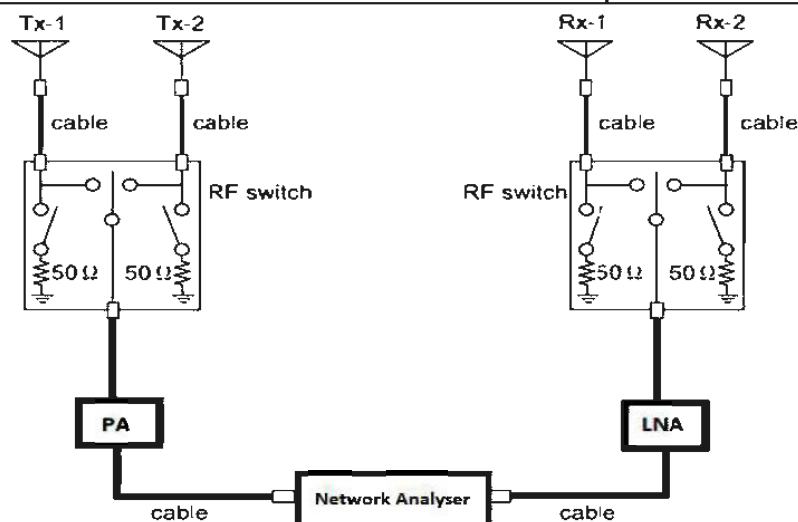 Tx-1 Tx-2 Rx-1 Rx-2
cable cable cable cable
RF switch RF switch
50 Ω 50 Ω 50 Ω 50 Ω
PA LNA
Network Analyser
cable cable